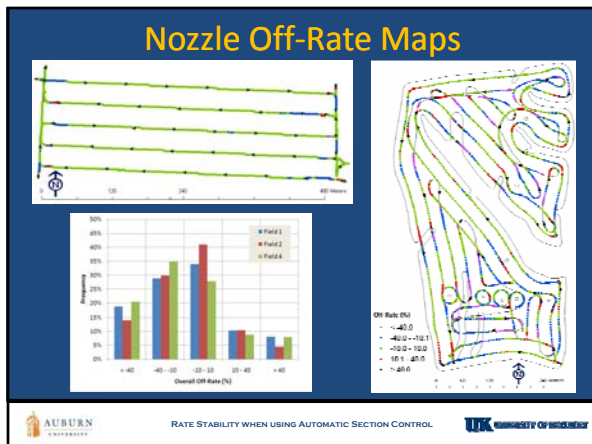 Nozzle Off-Rate Maps
N
0 120 240 480 Meters
50%
45%
40%
35%
30%
25%
20%
15%
10%
5%
0%
Frequency
Field 1
Field 2
Field 4
< -40
-40 - -10
-10 - 10
10 - 40
> 40
Overall Off-Rate (%)
Off Rate (%)
< -40.0
-40.0 - -10.1
-10.0 - 10.0
10.1 - 40.0
> 40.0
N
AUBURN
UNIVERSITY
RATE STABILITY WHEN USING AUTOMATIC SECTION CONTROL
UK UNIVERSITY OF KENTUCKY